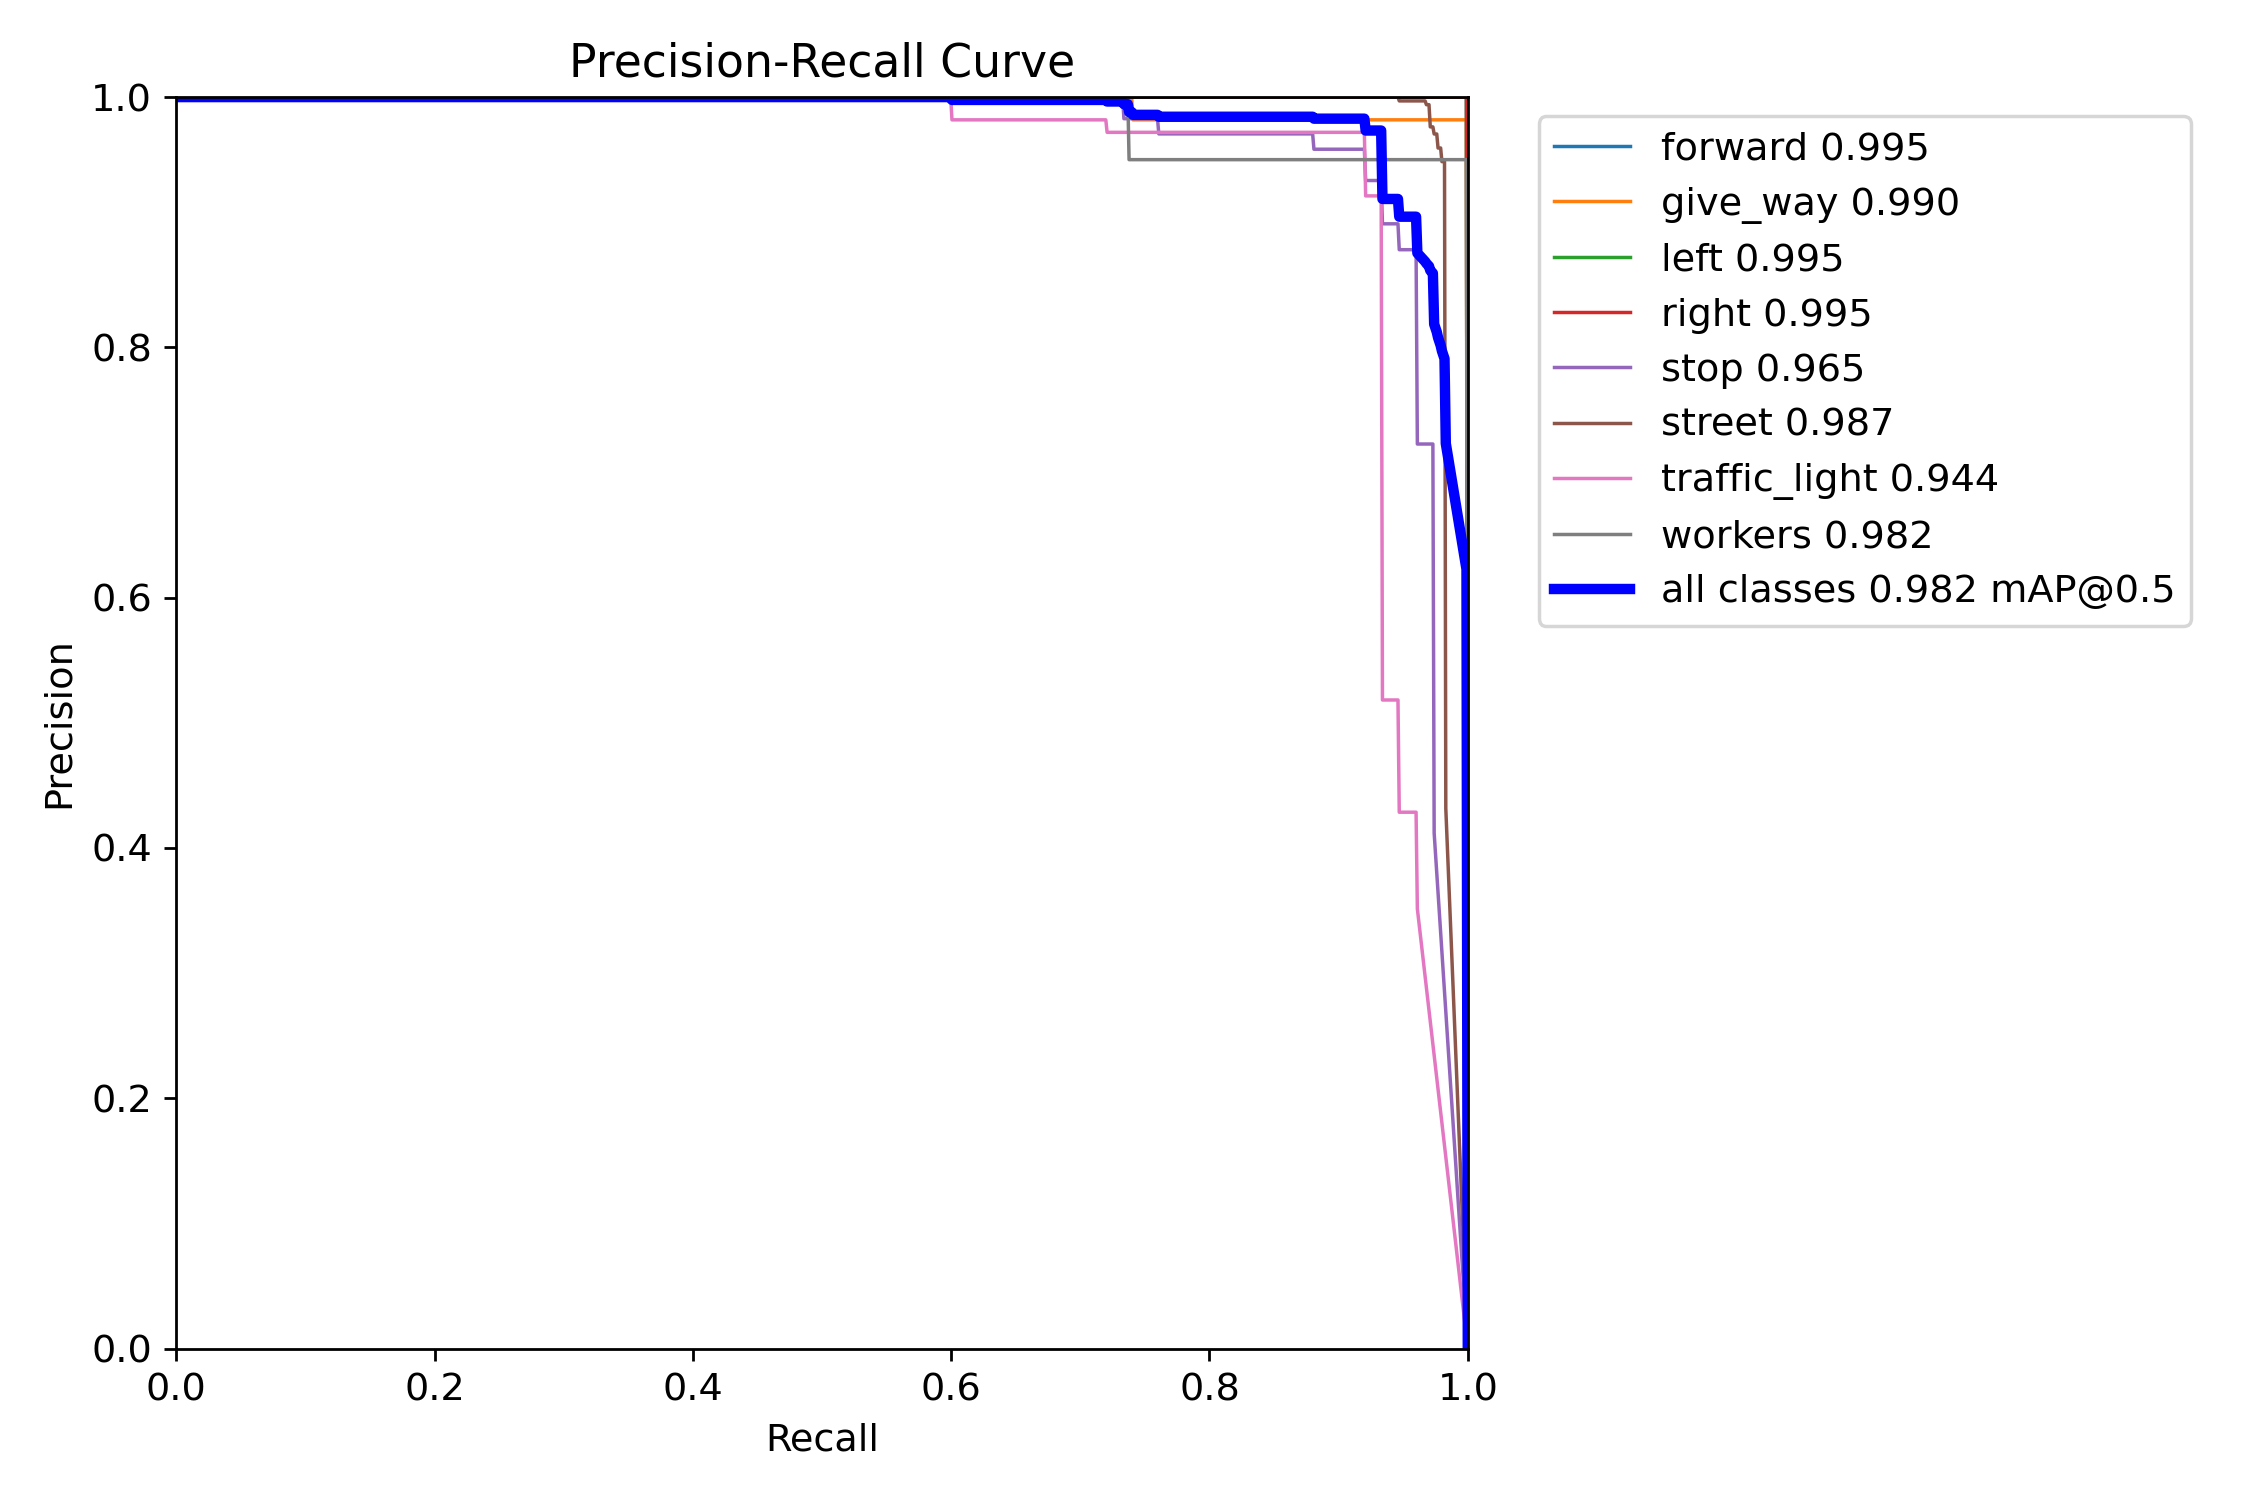 Precision-Recall Curve
1.0
0.8
0.6
0.4
0.2
0.0
Precision
0.0 0.2 0.4 0.6 0.8 1.0
Recall
forward 0.995
give_way 0.990
left 0.995
right 0.995
stop 0.965
street 0.987
traffic_light 0.944
workers 0.982
all classes 0.982 mAP@0.5